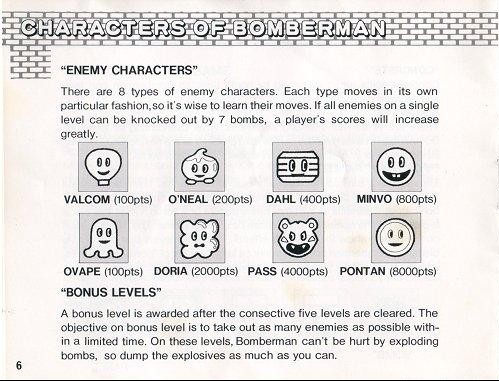 CHARACTERS OF BOMBERMAN
"ENEMY CHARACTERS"
There are 8 types of enemy characters. Each type moves in its own
particular fashion,so it's wise to learn their moves. If all enemies on a single
level can be knocked out by 7 bombs, a player's scores will increase
greatly.
VALCOM (100pts) O'NEAL (200pts) DAHL (400pts) MINVO (800pts)
OVAPE (100pts) DORIA (2000pts) PASS (4000pts) PONTAN (8000pts)
"BONUS LEVELS"
A bonus level is awarded after the consecutive five levels are cleared. The
objective on bonus level is to take out as many enemies as possible with-
in a limited time. On these levels, Bomberman can't be hurt by exploding
bombs, so dump the explosives as much as you can.
6